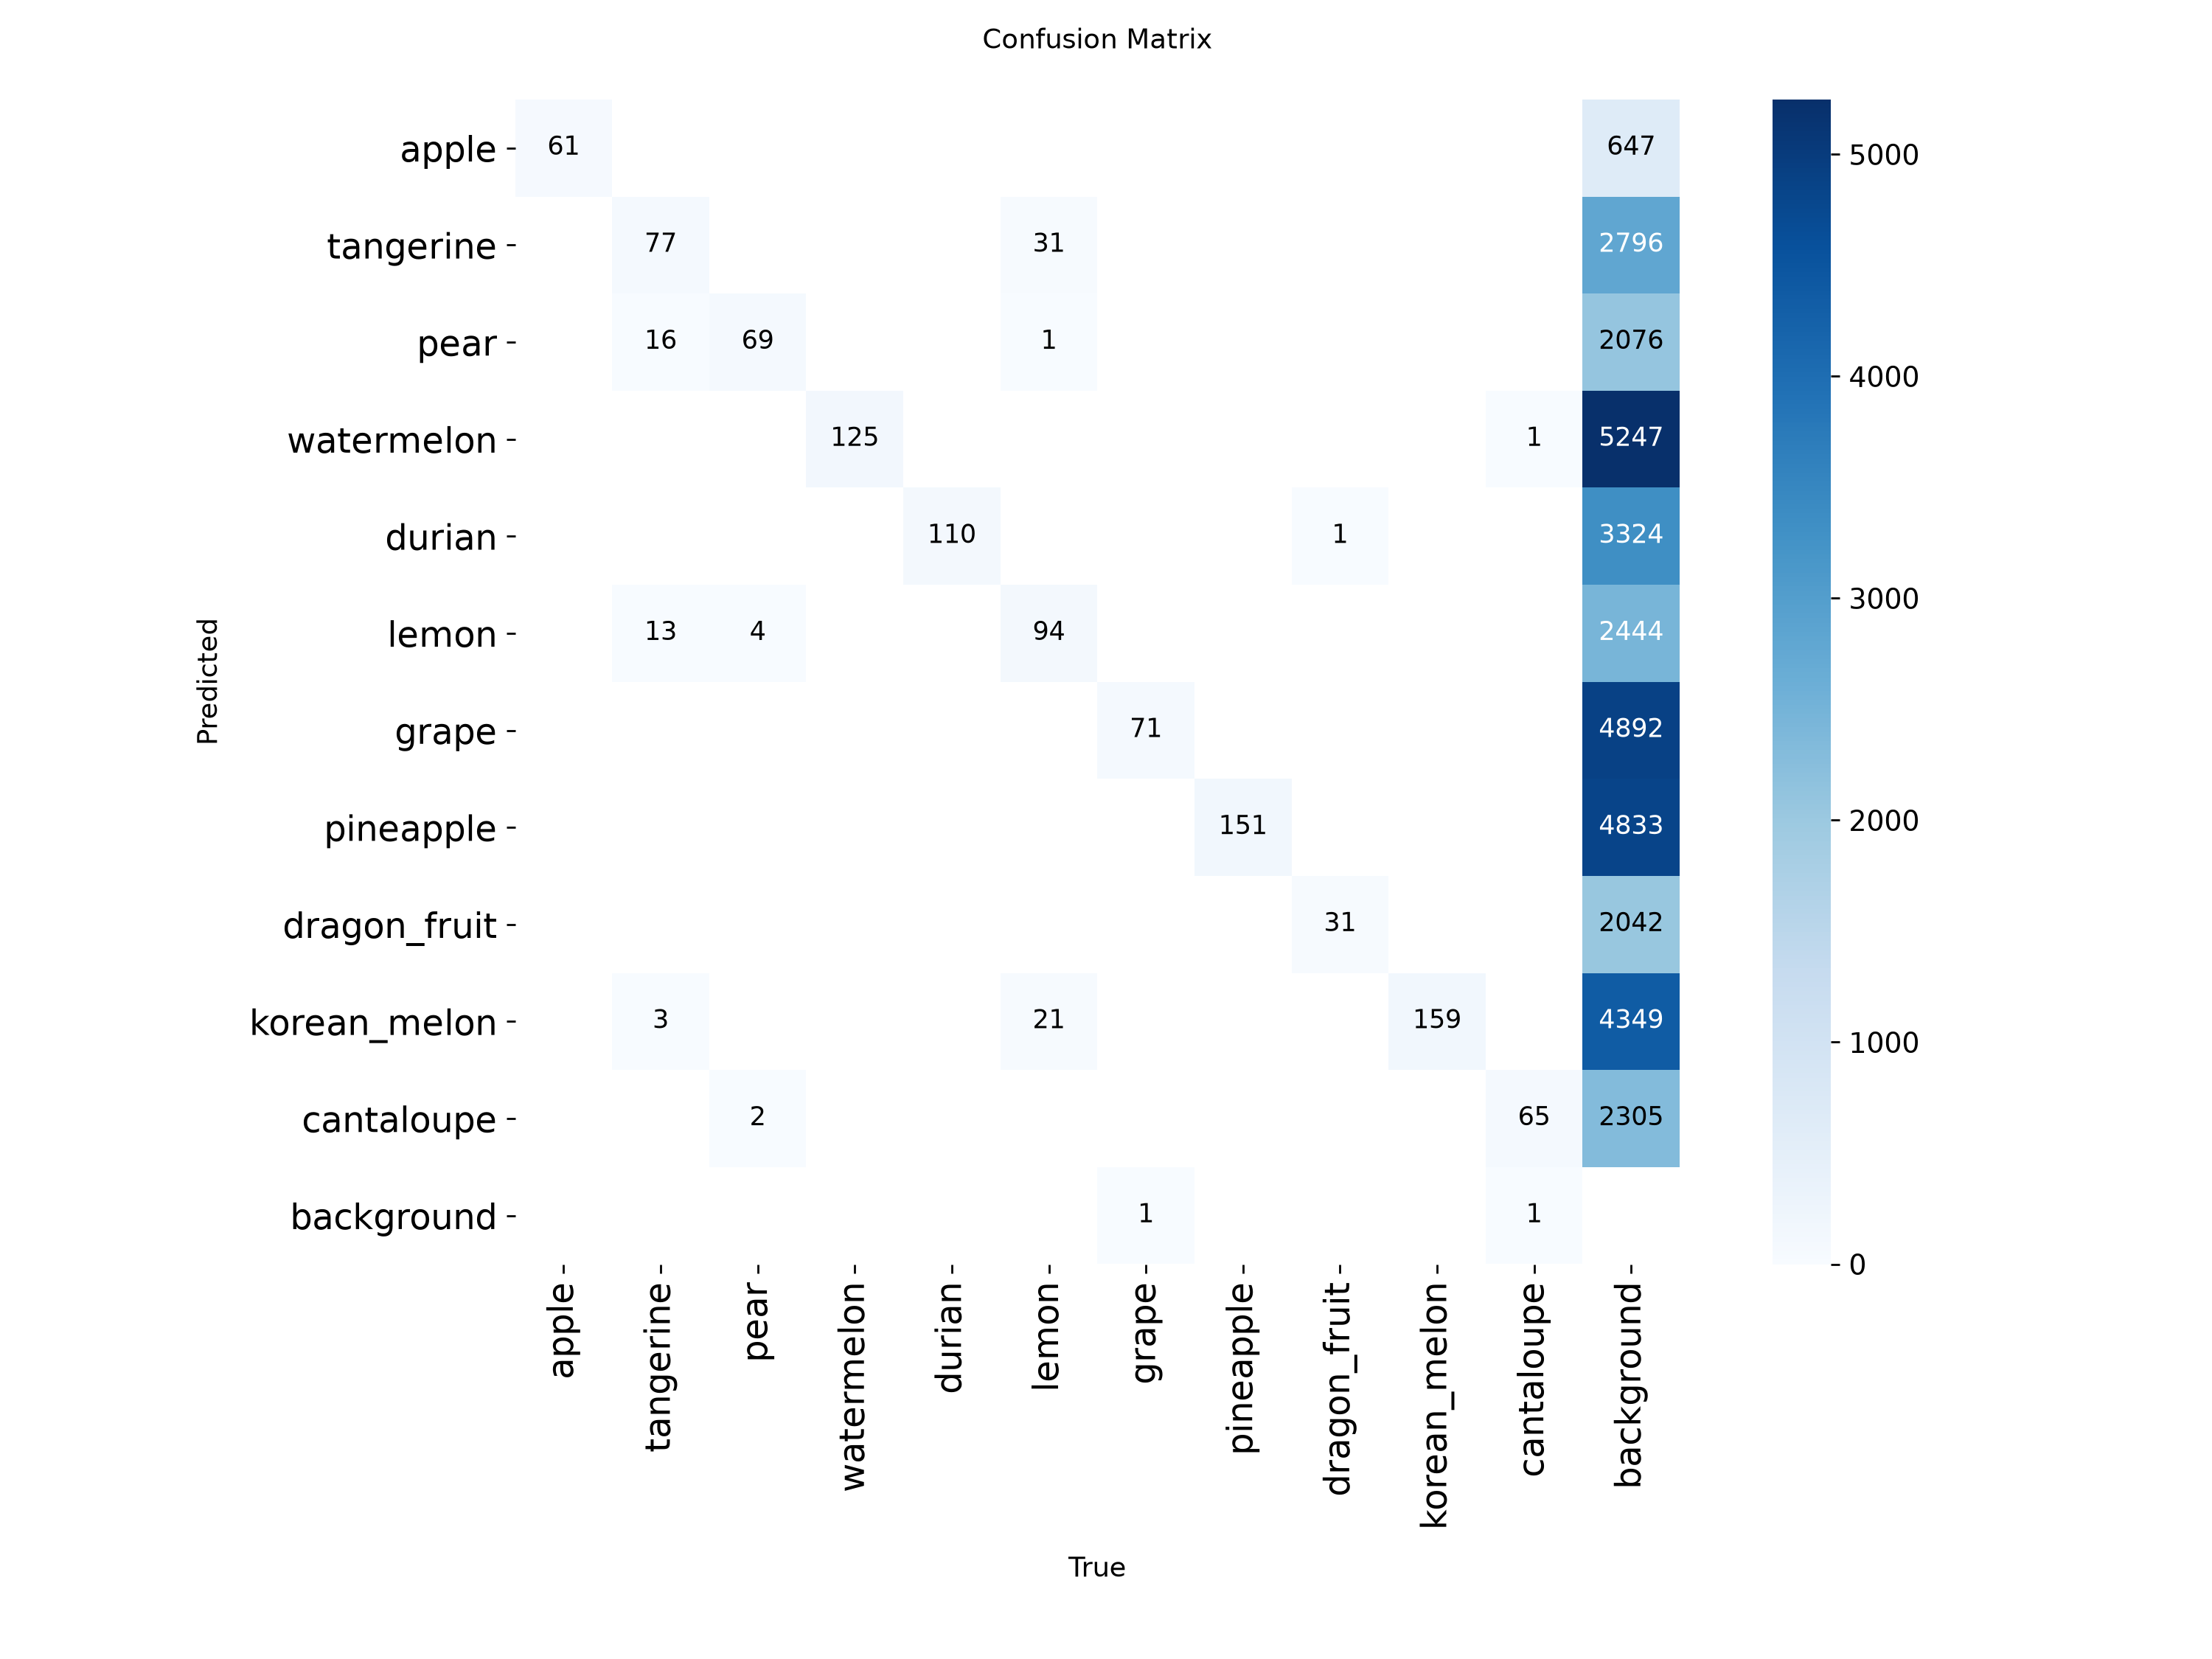 Confusion Matrix
apple 61 647
tangerine 77 31 2796
pear 16 69 1 2076
watermelon 125 1 5247
durian 110 1 3324
lemon 13 4 94 2444
grape 71 4892
pineapple 151 4833
dragon_fruit 31 2042
korean_melon 3 21 159 4349
cantaloupe 2 65 2305
background 1 1
Predicted
apple
tangerine
pear
watermelon
durian
lemon
grape
pineapple
dragon_fruit
korean_melon
cantaloupe
background
True
5000
4000
3000
2000
1000
0